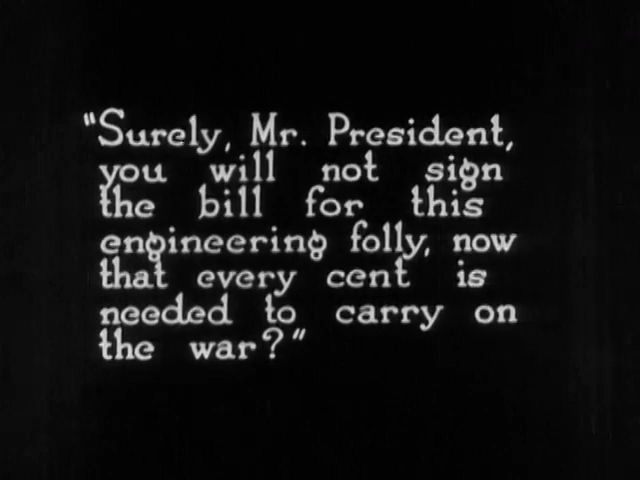 "Surely, Mr. President,
you will not sign
the bill for this
engineering folly, now
that every cent is
needed to carry on
the war?"